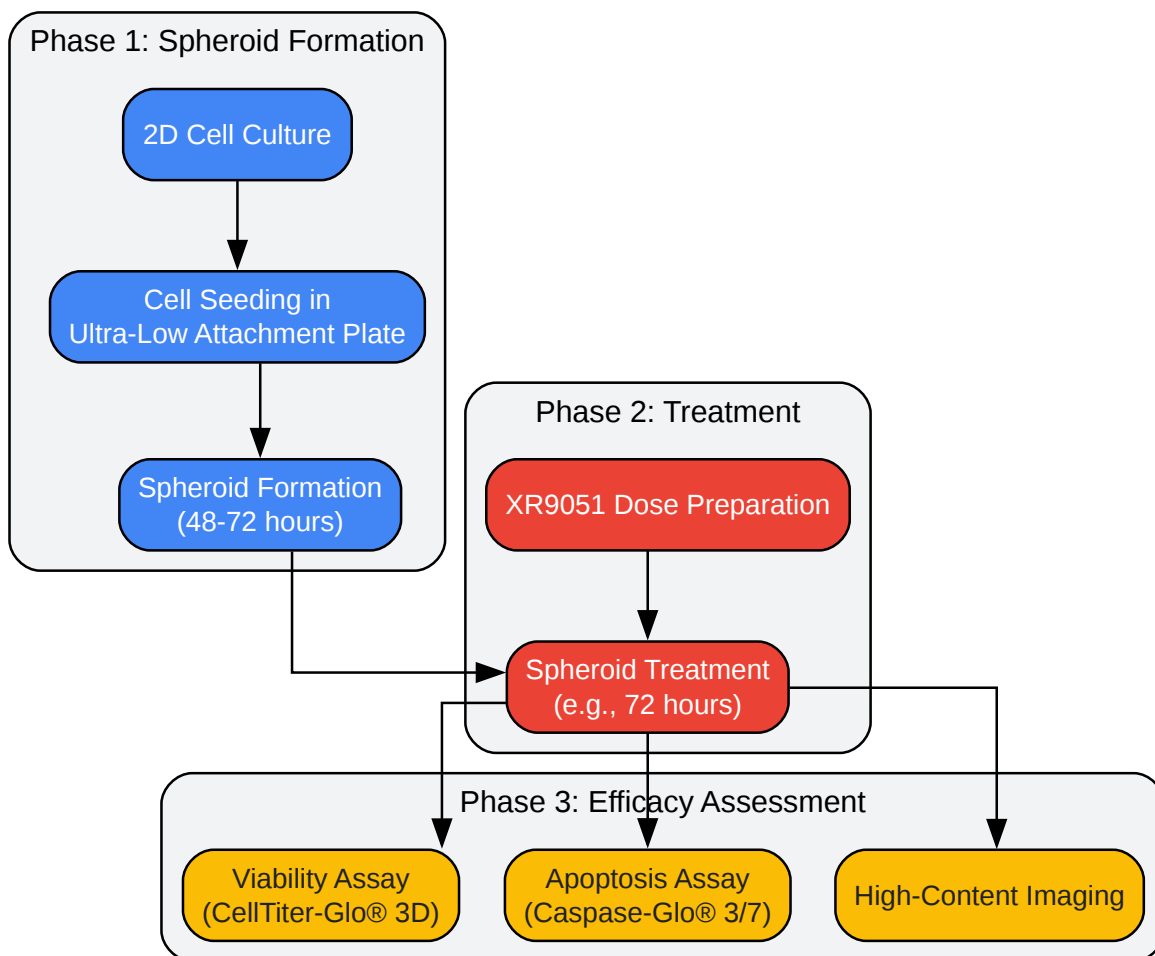 Phase 1: Spheroid Formation
2D Cell Culture
Cell Seeding in
Ultra-Low Attachment Plate
Spheroid Formation
(48-72 hours)
Phase 2: Treatment
XR9051 Dose Preparation
Spheroid Treatment
(e.g., 72 hours)
Phase 3: Efficacy Assessment
Viability Assay
(CellTiter-Glo® 3D)
Apoptosis Assay
(Caspase-Glo® 3/7)
High-Content Imaging